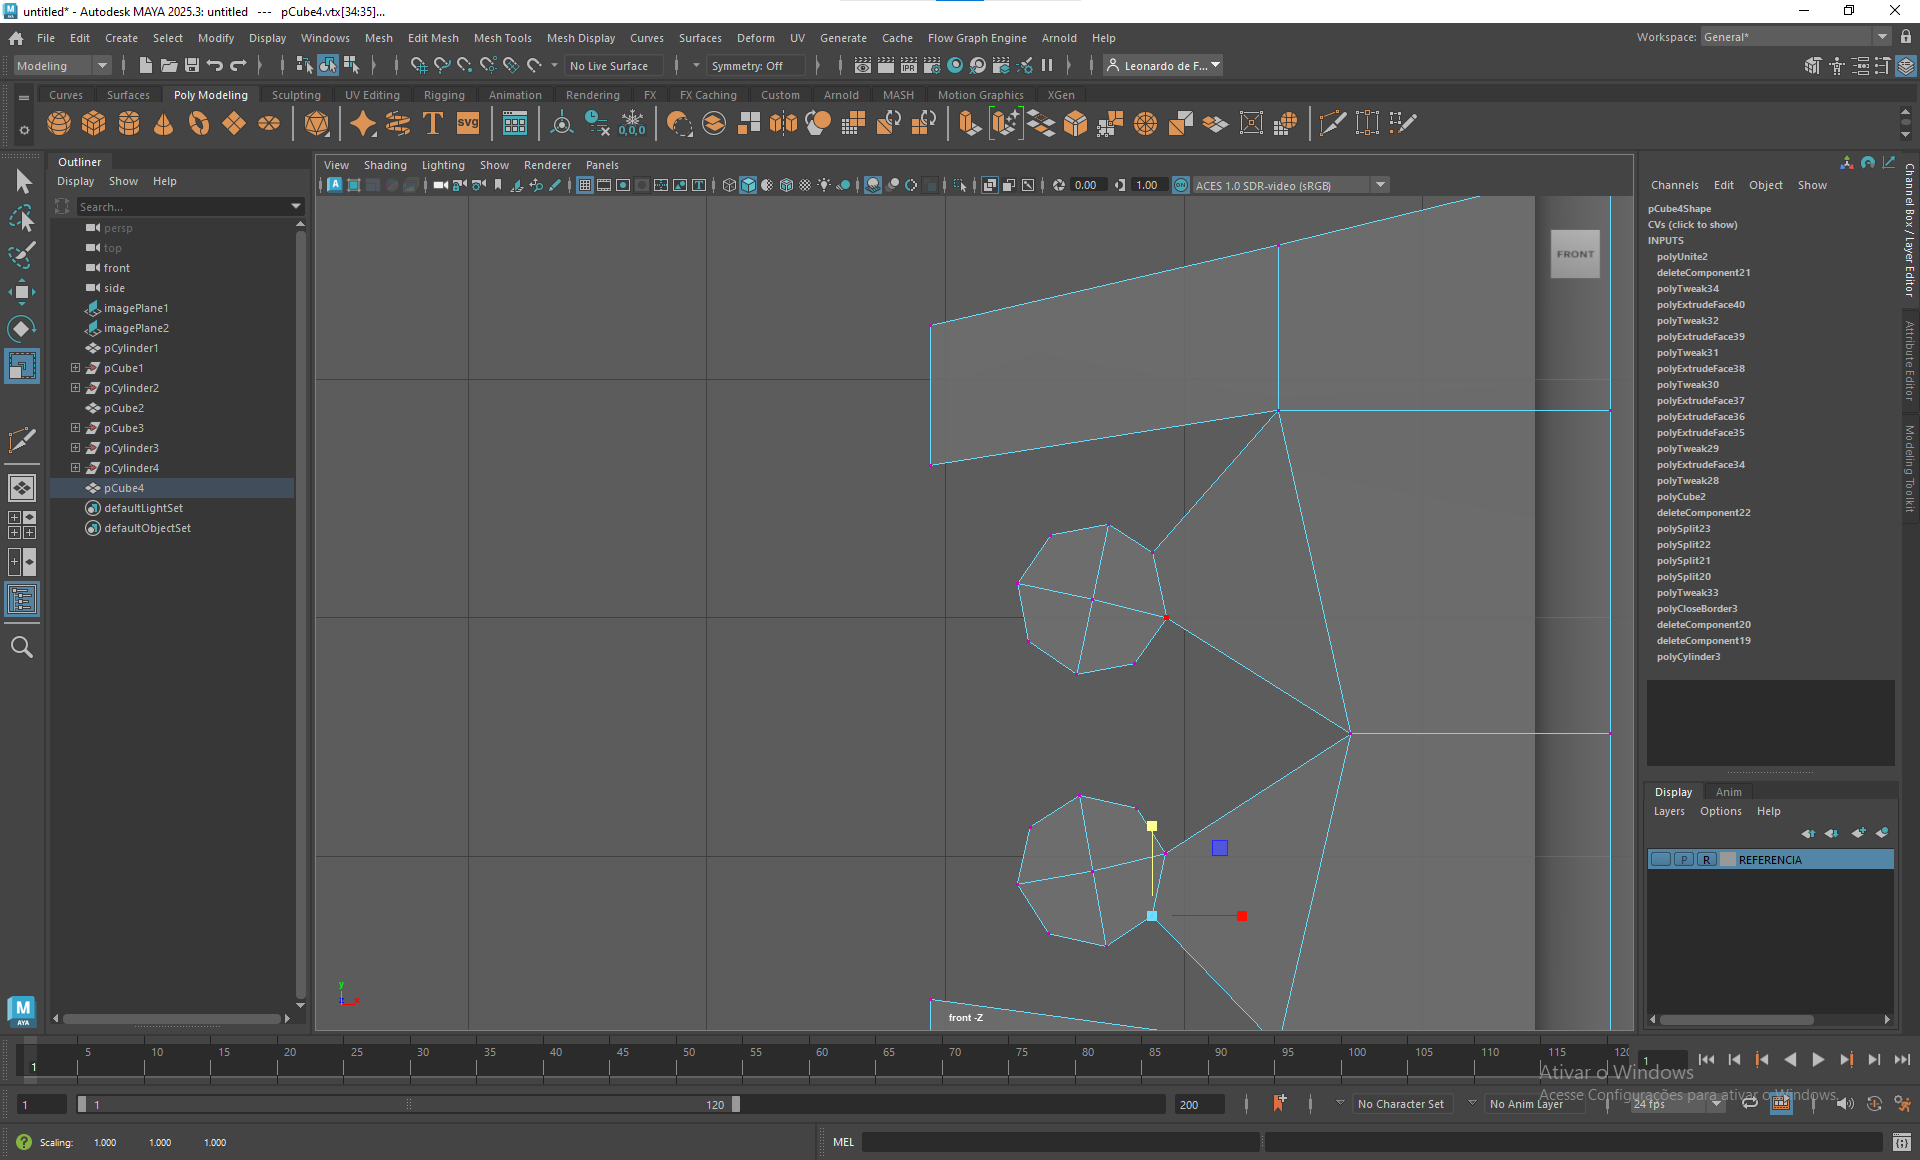 untitled* - Autodesk MAYA 2025.3: untitled   ---   pCube4.vtx[34:35]...
File Edit Create Select Modify Display Windows Mesh Edit Mesh Mesh Tools Mesh Display Curves Surfaces Deform UV Generate Cache Flow Graph Engine Arnold Help
Workspace: General*
Modeling
No Live Surface
Symmetry: Off
Leonardo de F...
Curves Surfaces Poly Modeling Sculpting UV Editing Rigging Animation Rendering FX FX Caching Custom Arnold MASH Motion Graphics XGen
Outliner
Display Show Help
Search...
persp
top
front
side
imagePlane1
imagePlane2
pCylinder1
pCube1
pCylinder2
pCube2
pCube3
pCylinder3
pCylinder4
pCube4
defaultLightSet
defaultObjectSet
View Shading Lighting Show Renderer Panels
0.00
1.00
ACES 1.0 SDR-video (sRGB)
FRONT
front -Z
Channels Edit Object Show
pCube4Shape
CVs (click to show)
INPUTS
polyUnite2
deleteComponent21
polyTweak34
polyExtrudeFace40
polyTweak32
polyExtrudeFace39
polyTweak31
polyExtrudeFace38
polyTweak30
polyExtrudeFace37
polyExtrudeFace36
polyExtrudeFace35
polyTweak29
polyExtrudeFace34
polyTweak28
polyCube2
deleteComponent22
polySplit23
polySplit22
polySplit21
polySplit20
polyTweak33
polyCloseBorder3
deleteComponent20
deleteComponent19
polyCylinder3
Channel Box / Layer Editor
Attribute Editor
Modeling Toolkit
Display Anim
Layers Options Help
P R REFERENCIA
5 10 15 20 25 30 35 40 45 50 55 60 65 70 75 80 85 90 95 100 105 110 115 120
1
1
Ativar o Windows
Acesse Configurações para ativar o Windows.
1
1
120
200
No Character Set
No Anim Layer
24 fps
Scaling: 1.000 1.000 1.000
MEL